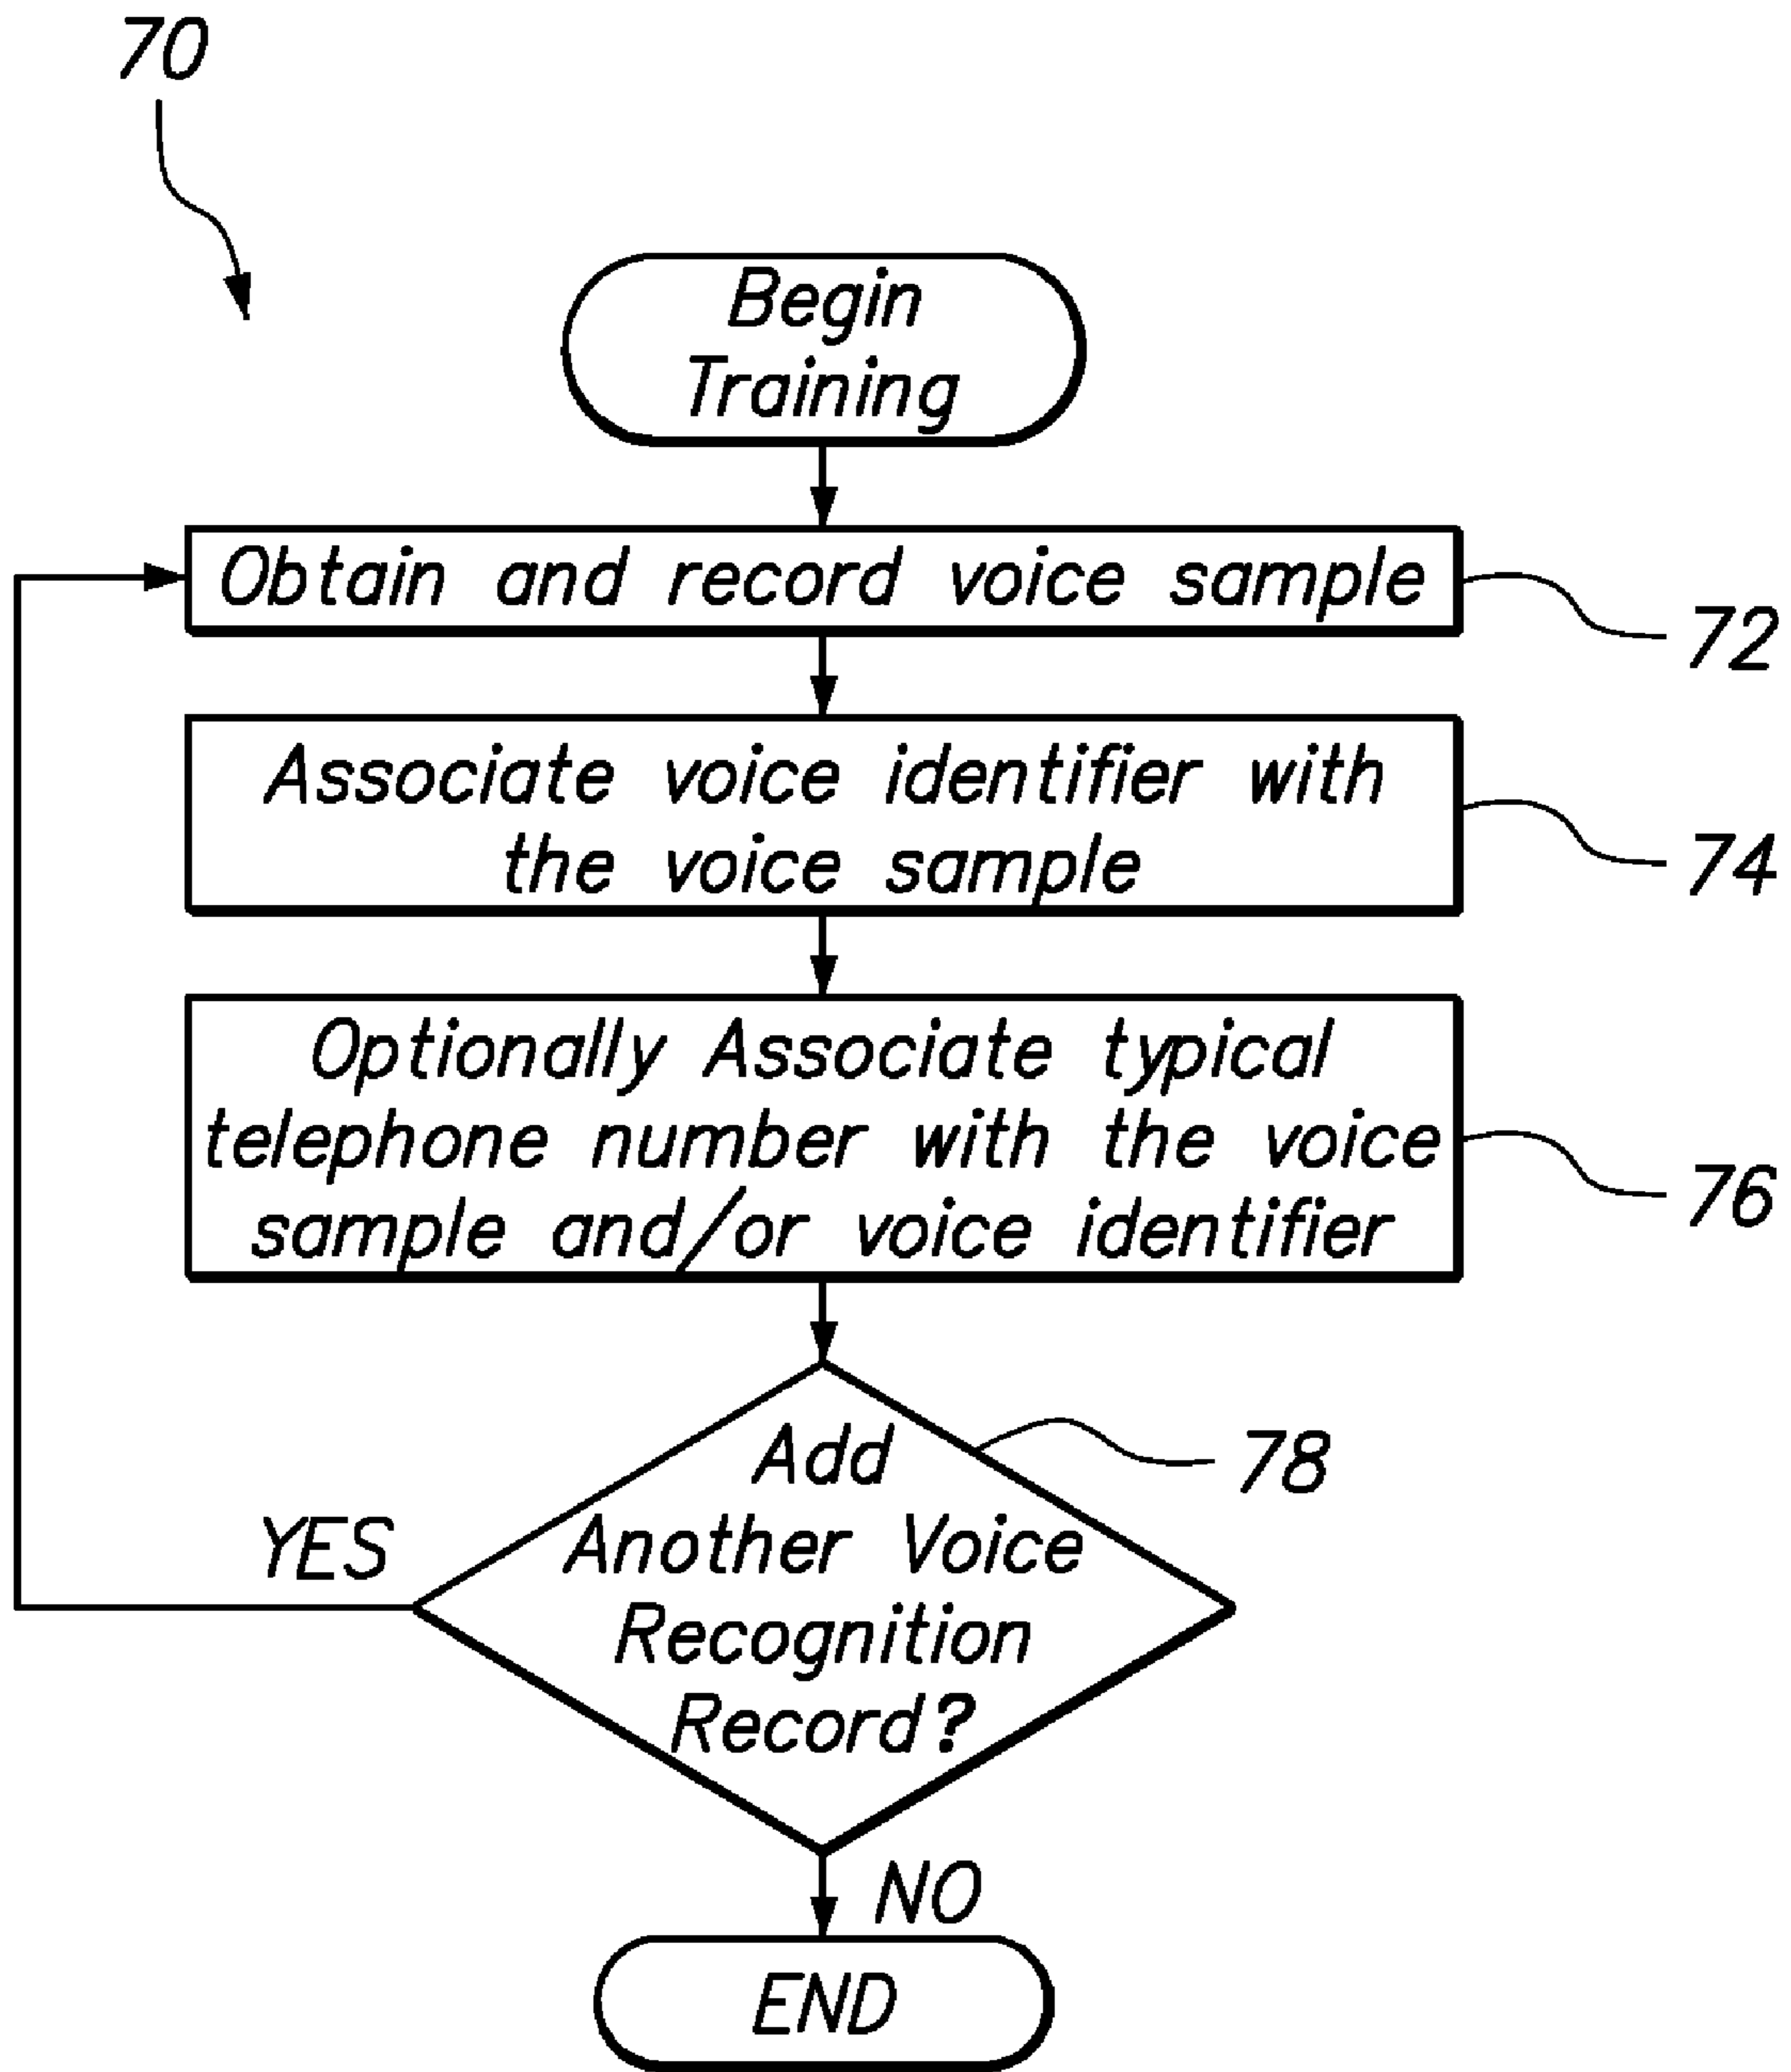 70
Begin
Training
Obtain and record voice sample
72
Associate voice identifier with
the voice sample
74
Optionally Associate typical
telephone number with the voice
sample and/or voice identifier
76
Add
Another Voice
Recognition
Record?
78
YES
NO
END